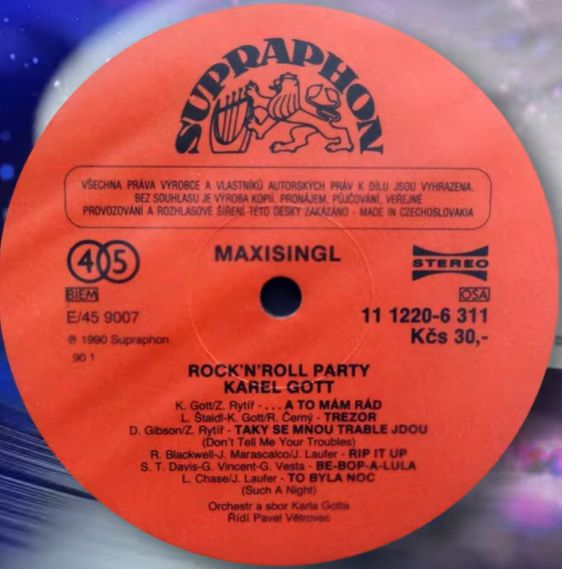 SUPRAPHON
VŠECHNA PRÁVA VÝROBCE A VLASTNÍKŮ AUTORSKÝCH PRÁV K DÍLU JSOU VYHRAZENA.
BEZ SOUHLASU JE VÝROBA KOPIÍ, PRONÁJEM, PŮJČOVÁNÍ, VEŘEJNÉ
PROVOZOVÁNÍ A ROZHLASOVÉ ŠÍŘENÍ TÉTO DESKY ZAKÁZÁNO - MADE IN CZECHOSLOVAKIA
45
MAXISINGL
STEREO
BIEM
OSA
E/45 9007
11 1220-6 311
Kčs 30,-
℗ 1990 Supraphon
90 1
ROCK'N'ROLL PARTY
KAREL GOTT
K. Gott/Z. Rytíř - ...A TO MÁM RÁD
L. Štaidl-K. Gott/R. Černý - TREZOR
D. Gibson/Z. Rytíř - TAKY SE MNOU TRABLE JDOU
(Don't Tell Me Your Troubles)
R. Blackwell-J. Marascalco/J. Laufer - RIP IT UP
S. T. Davis-G. Vincent-G. Vesta - BE-BOP-A-LULA
L. Chase/J. Laufer - TO BYLA NOC
(Such A Night)
Orchestr a sbor Karla Gotta
Řídí Pavel Větrovec